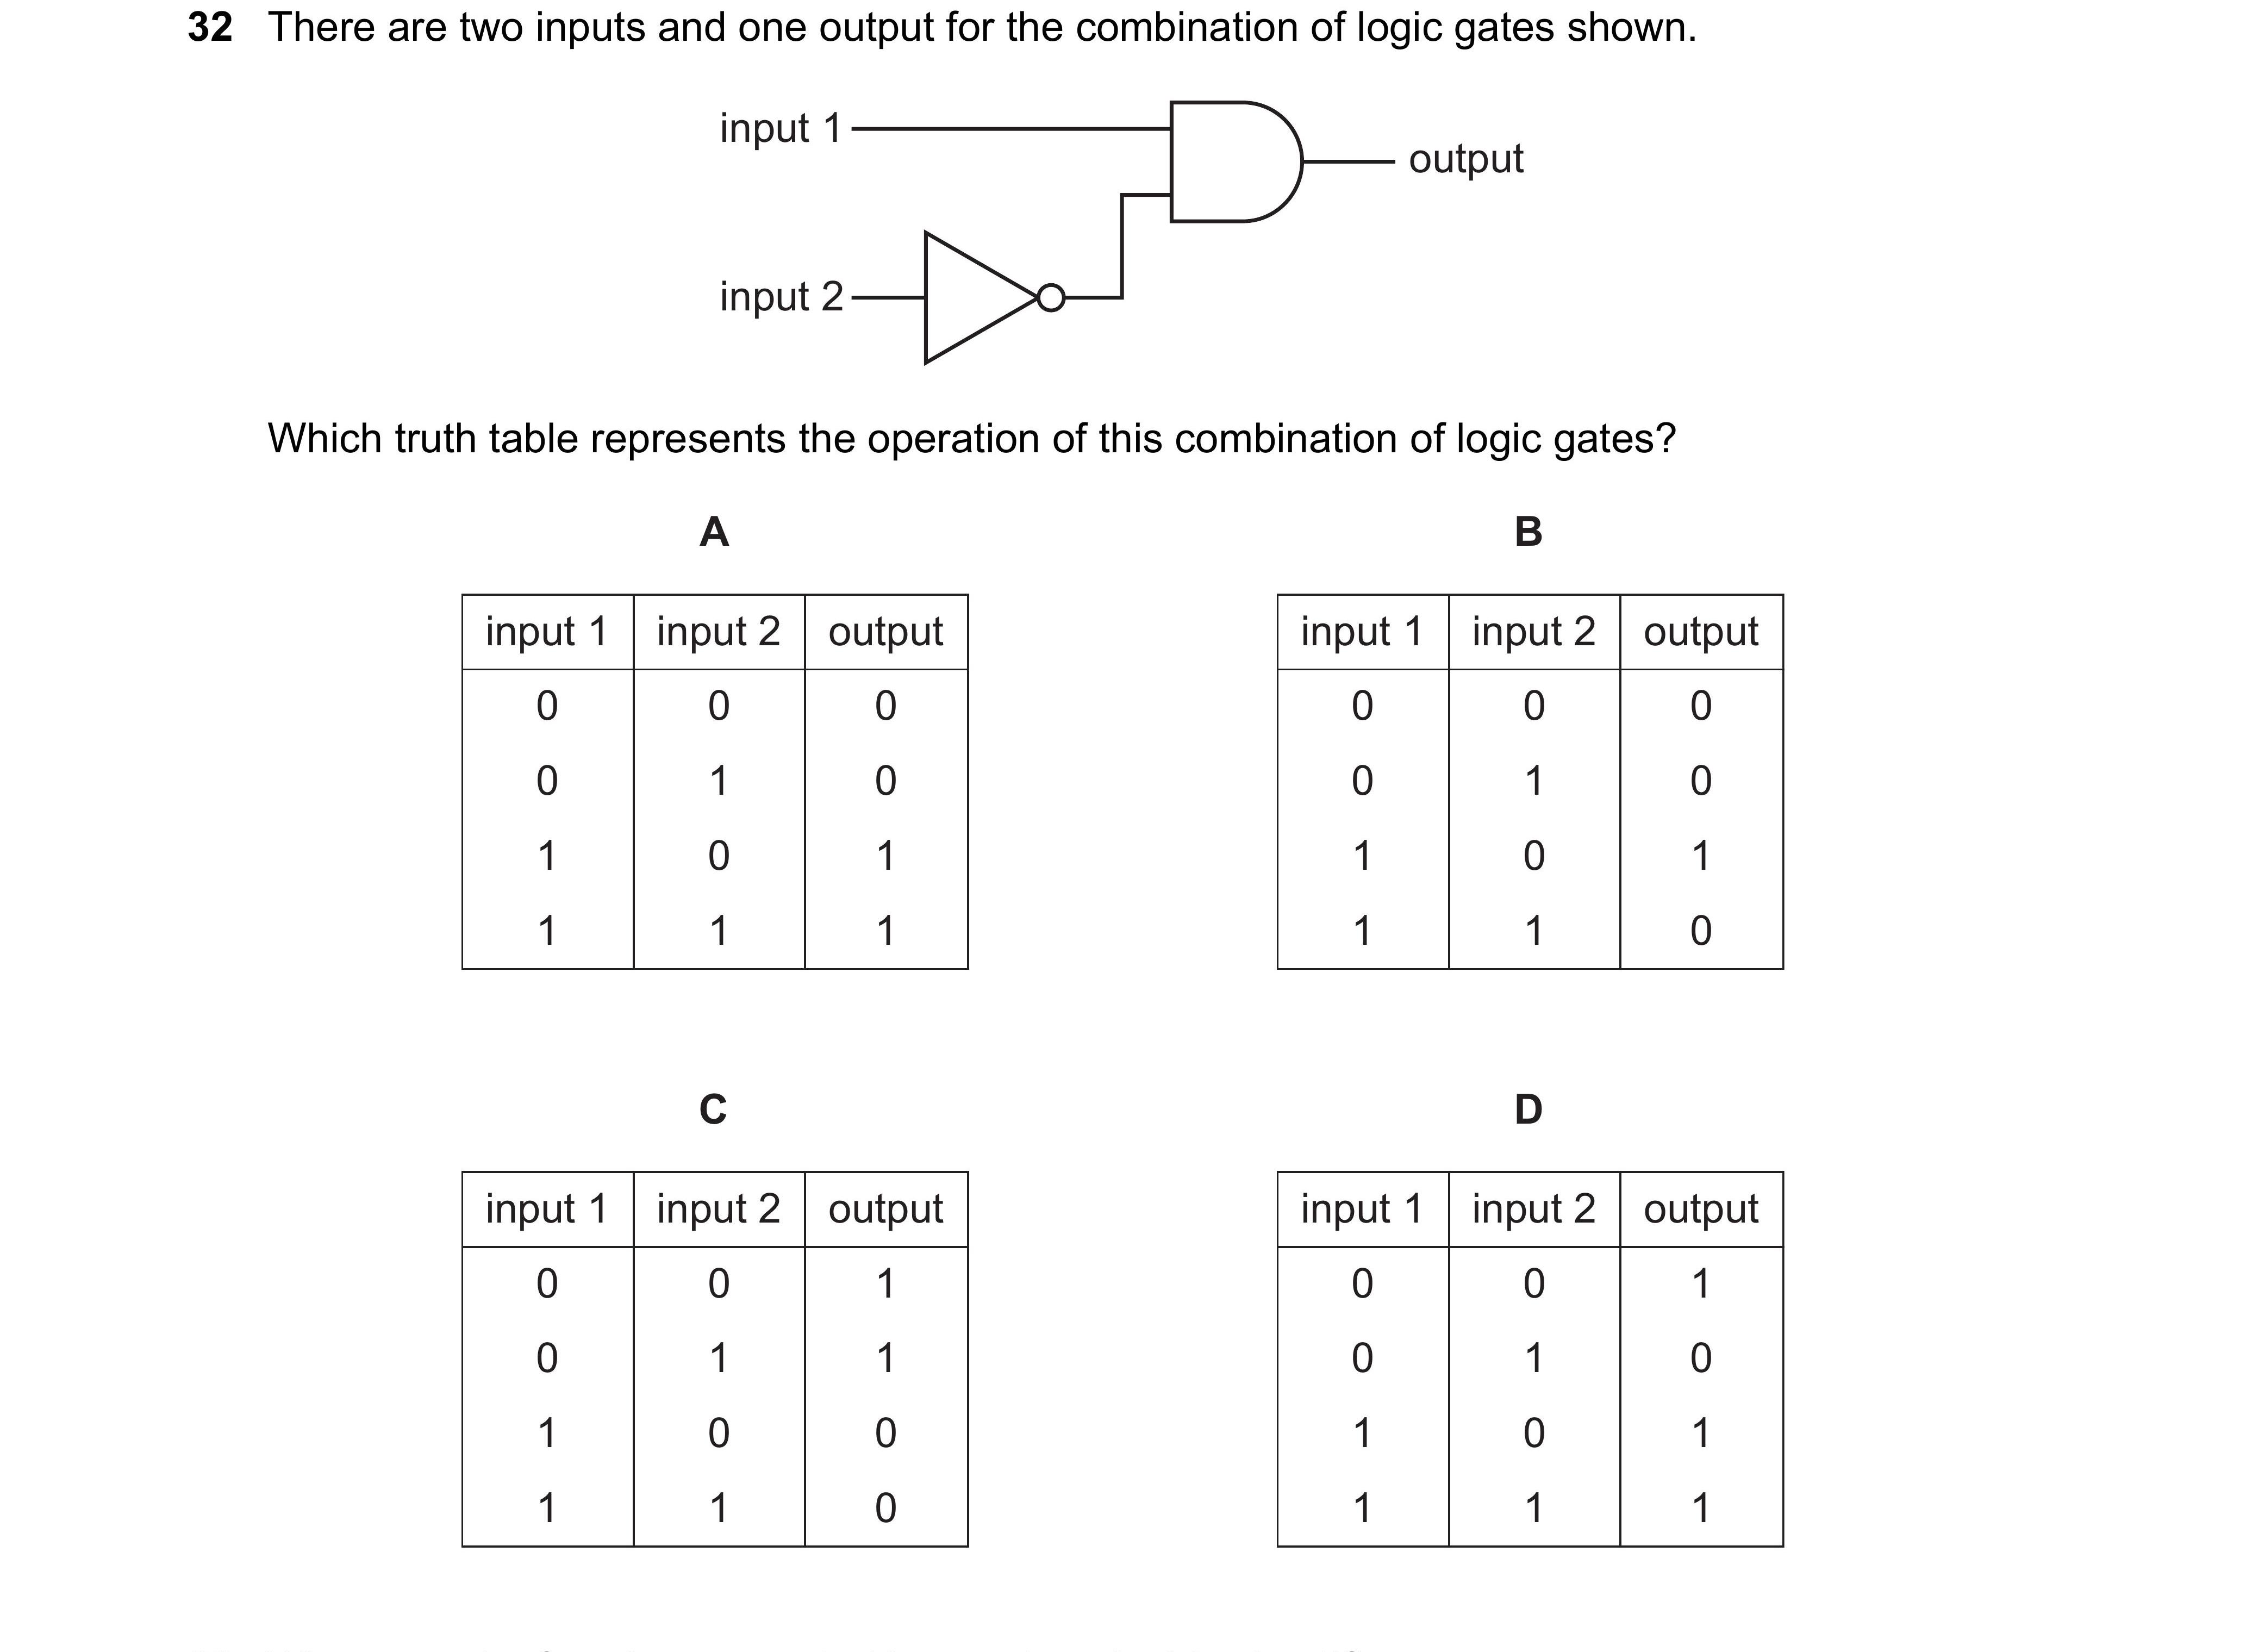 32 There are two inputs and one output for the combination of logic gates shown.
input 1
output
input 2
Which truth table represents the operation of this combination of logic gates?
A
input 1 input 2 output
0 0 0
0 1 0
1 0 1
1 1 1
B
input 1 input 2 output
0 0 0
0 1 0
1 0 1
1 1 0
C
input 1 input 2 output
0 0 1
0 1 1
1 0 0
1 1 0
D
input 1 input 2 output
0 0 1
0 1 0
1 0 1
1 1 1